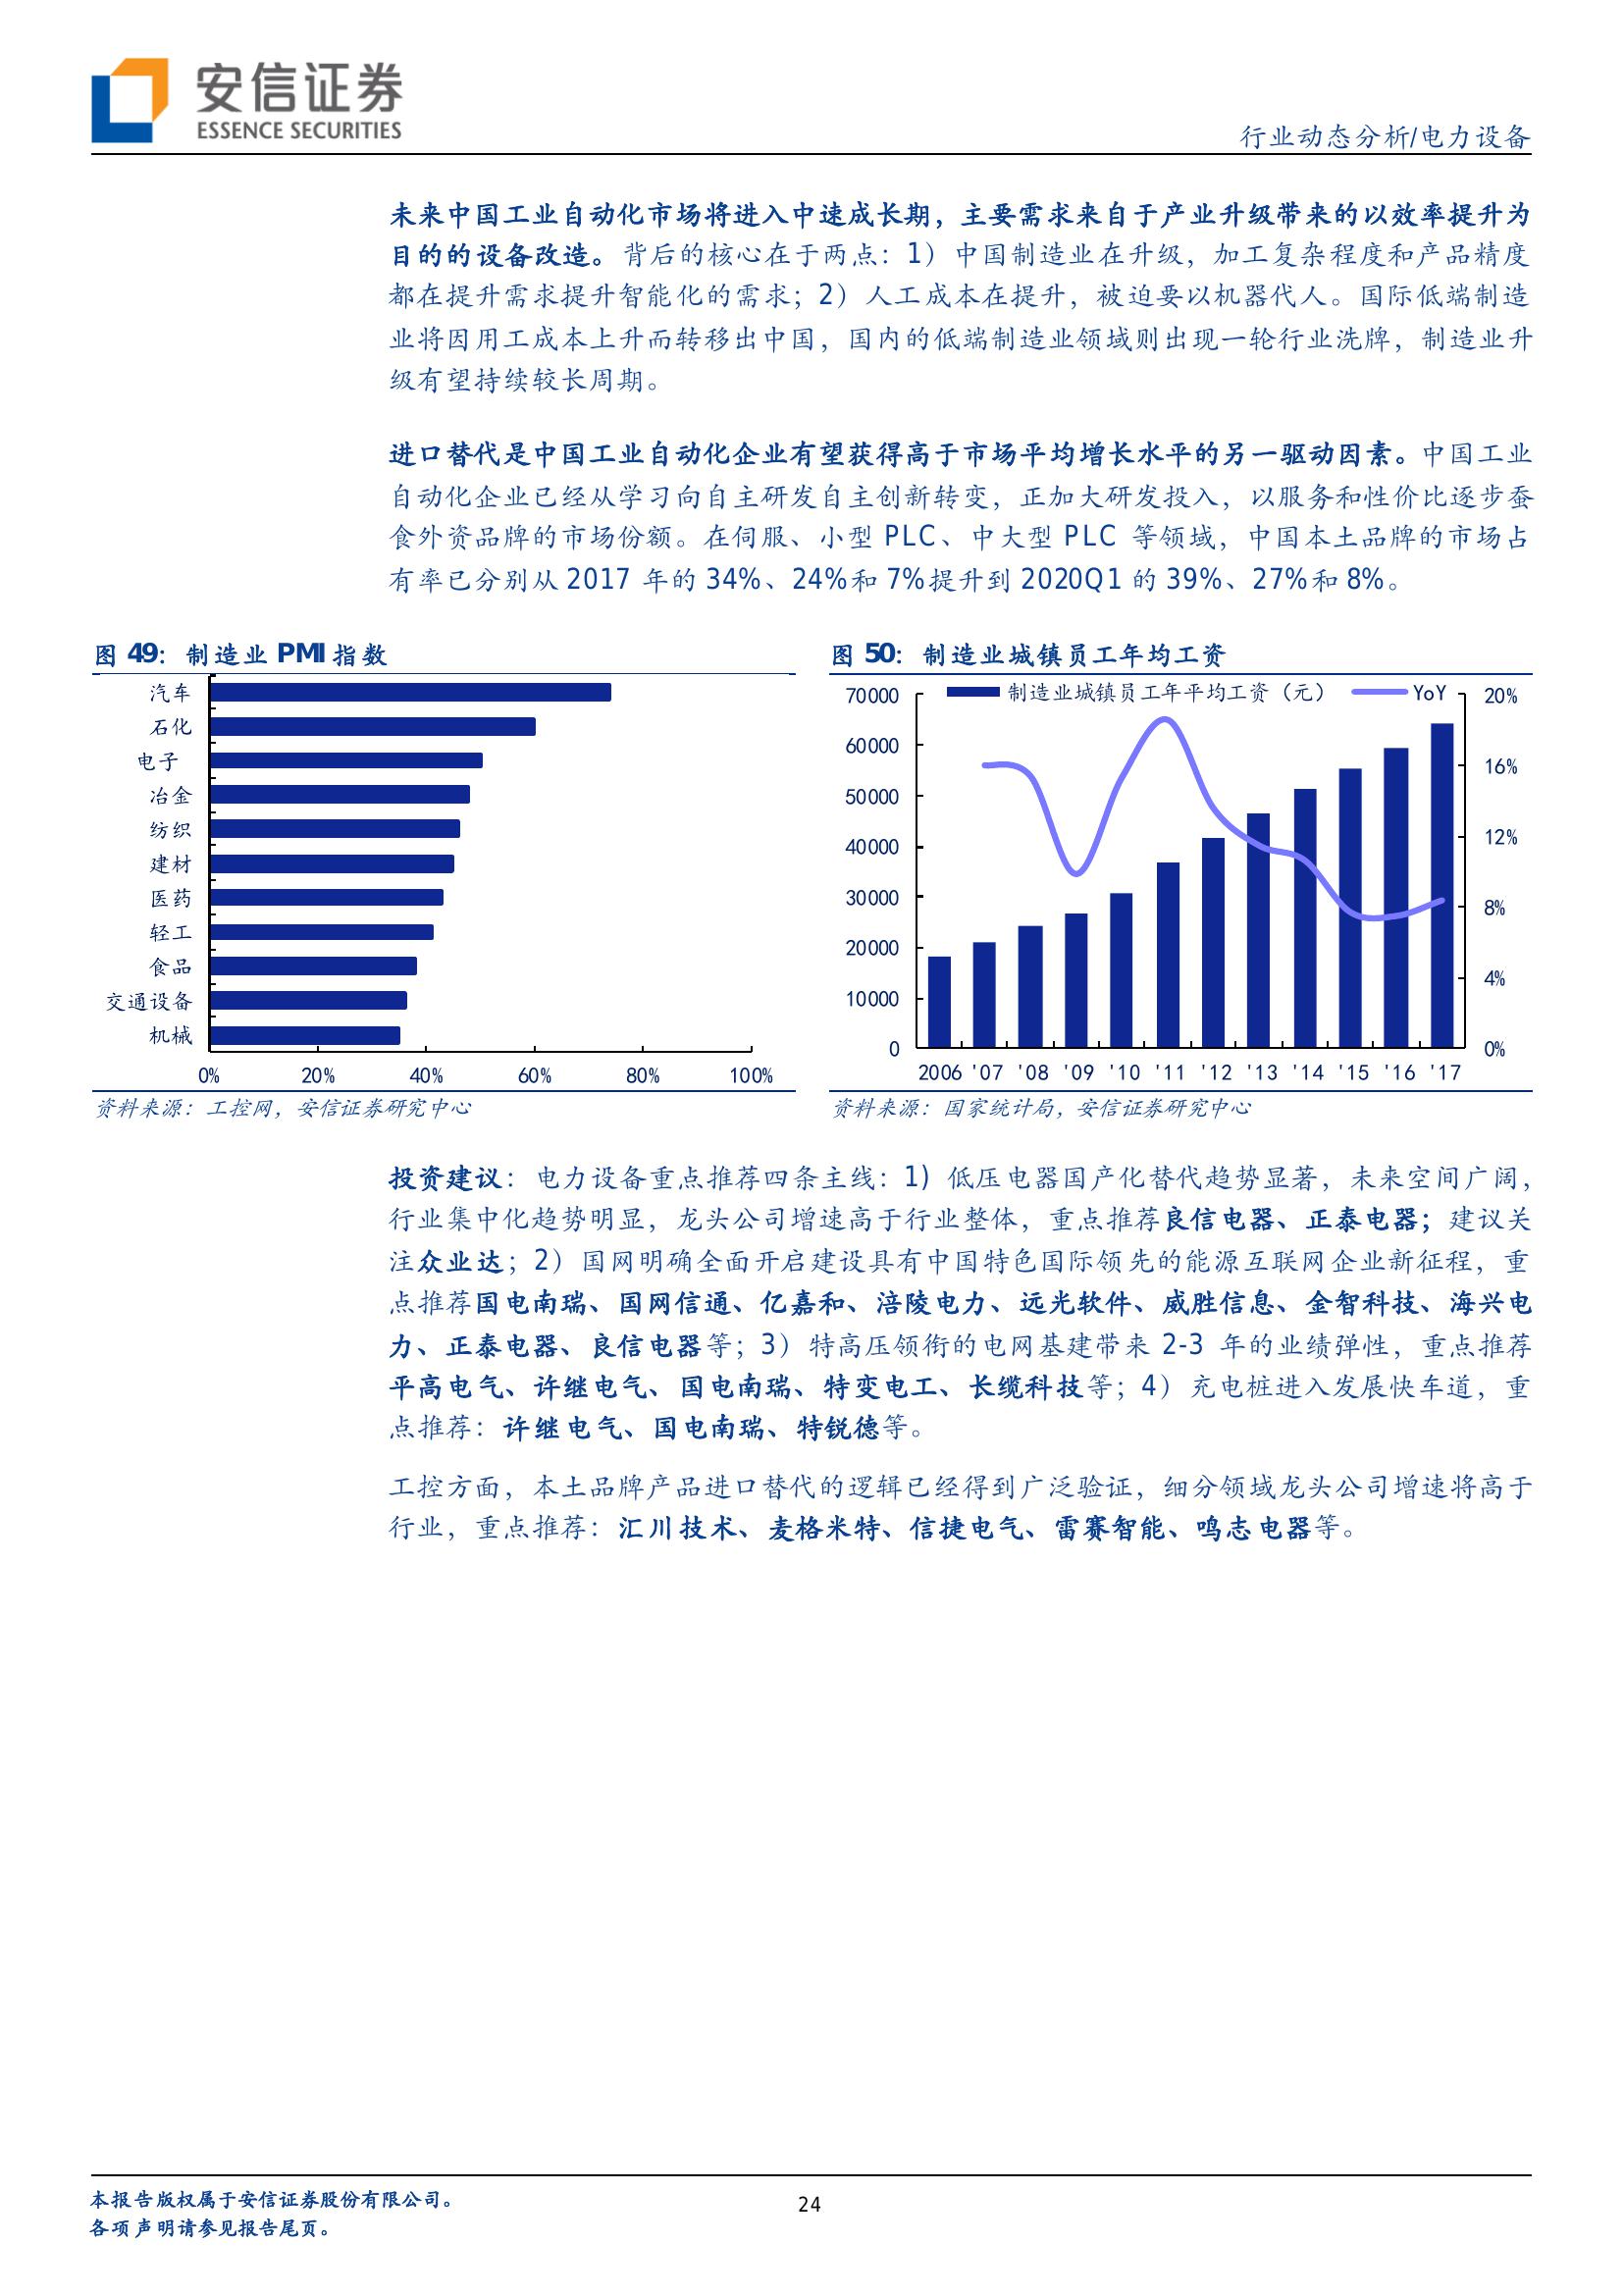 安信证券
ESSENCE SECURITIES
行业动态分析/电力设备
未来中国工业自动化市场将进入中速成长期，主要需求来自于产业升级带来的以效率提升为
目的的设备改造。背后的核心在于两点：1）中国制造业在升级，加工复杂程度和产品精度
都在提升需求提升智能化的需求；2）人工成本在提升，被迫要以机器代人。国际低端制造
业将因用工成本上升而转移出中国，国内的低端制造业领域则出现一轮行业洗牌，制造业升
级有望持续较长周期。
进口替代是中国工业自动化企业有望获得高于市场平均增长水平的另一驱动因素。中国工业
自动化企业已经从学习向自主研发自主创新转变，正加大研发投入，以服务和性价比逐步蚕
食外资品牌的市场份额。在伺服、小型 PLC、中大型 PLC 等领域，中国本土品牌的市场占
有率已分别从 2017 年的 34%、24%和 7%提升到 2020Q1 的 39%、27%和 8%。
图 49：制造业 PMI 指数
汽车
石化
电子
冶金
纺织
建材
医药
轻工
食品
交通设备
机械
0% 20% 40% 60% 80% 100%
资料来源：工控网，安信证券研究中心
图 50：制造业城镇员工年均工资
制造业城镇员工年平均工资（元） YoY
70000 20%
60000
16%
50000
12%
40000
30000
8%
20000
4%
10000
0 0%
2006 '07 '08 '09 '10 '11 '12 '13 '14 '15 '16 '17
资料来源：国家统计局，安信证券研究中心
投资建议：电力设备重点推荐四条主线：1）低压电器国产化替代趋势显著，未来空间广阔，
行业集中化趋势明显，龙头公司增速高于行业整体，重点推荐良信电器、正泰电器；建议关
注众业达；2）国网明确全面开启建设具有中国特色国际领先的能源互联网企业新征程，重
点推荐国电南瑞、国网信通、亿嘉和、涪陵电力、远光软件、威胜信息、金智科技、海兴电
力、正泰电器、良信电器等；3）特高压领衔的电网基建带来 2-3 年的业绩弹性，重点推荐
平高电气、许继电气、国电南瑞、特变电工、长缆科技等；4）充电桩进入发展快车道，重
点推荐：许继电气、国电南瑞、特锐德等。
工控方面，本土品牌产品进口替代的逻辑已经得到广泛验证，细分领域龙头公司增速将高于
行业，重点推荐：汇川技术、麦格米特、信捷电气、雷赛智能、鸣志电器等。
本报告版权属于安信证券股份有限公司。
24
各项声明请参见报告尾页。